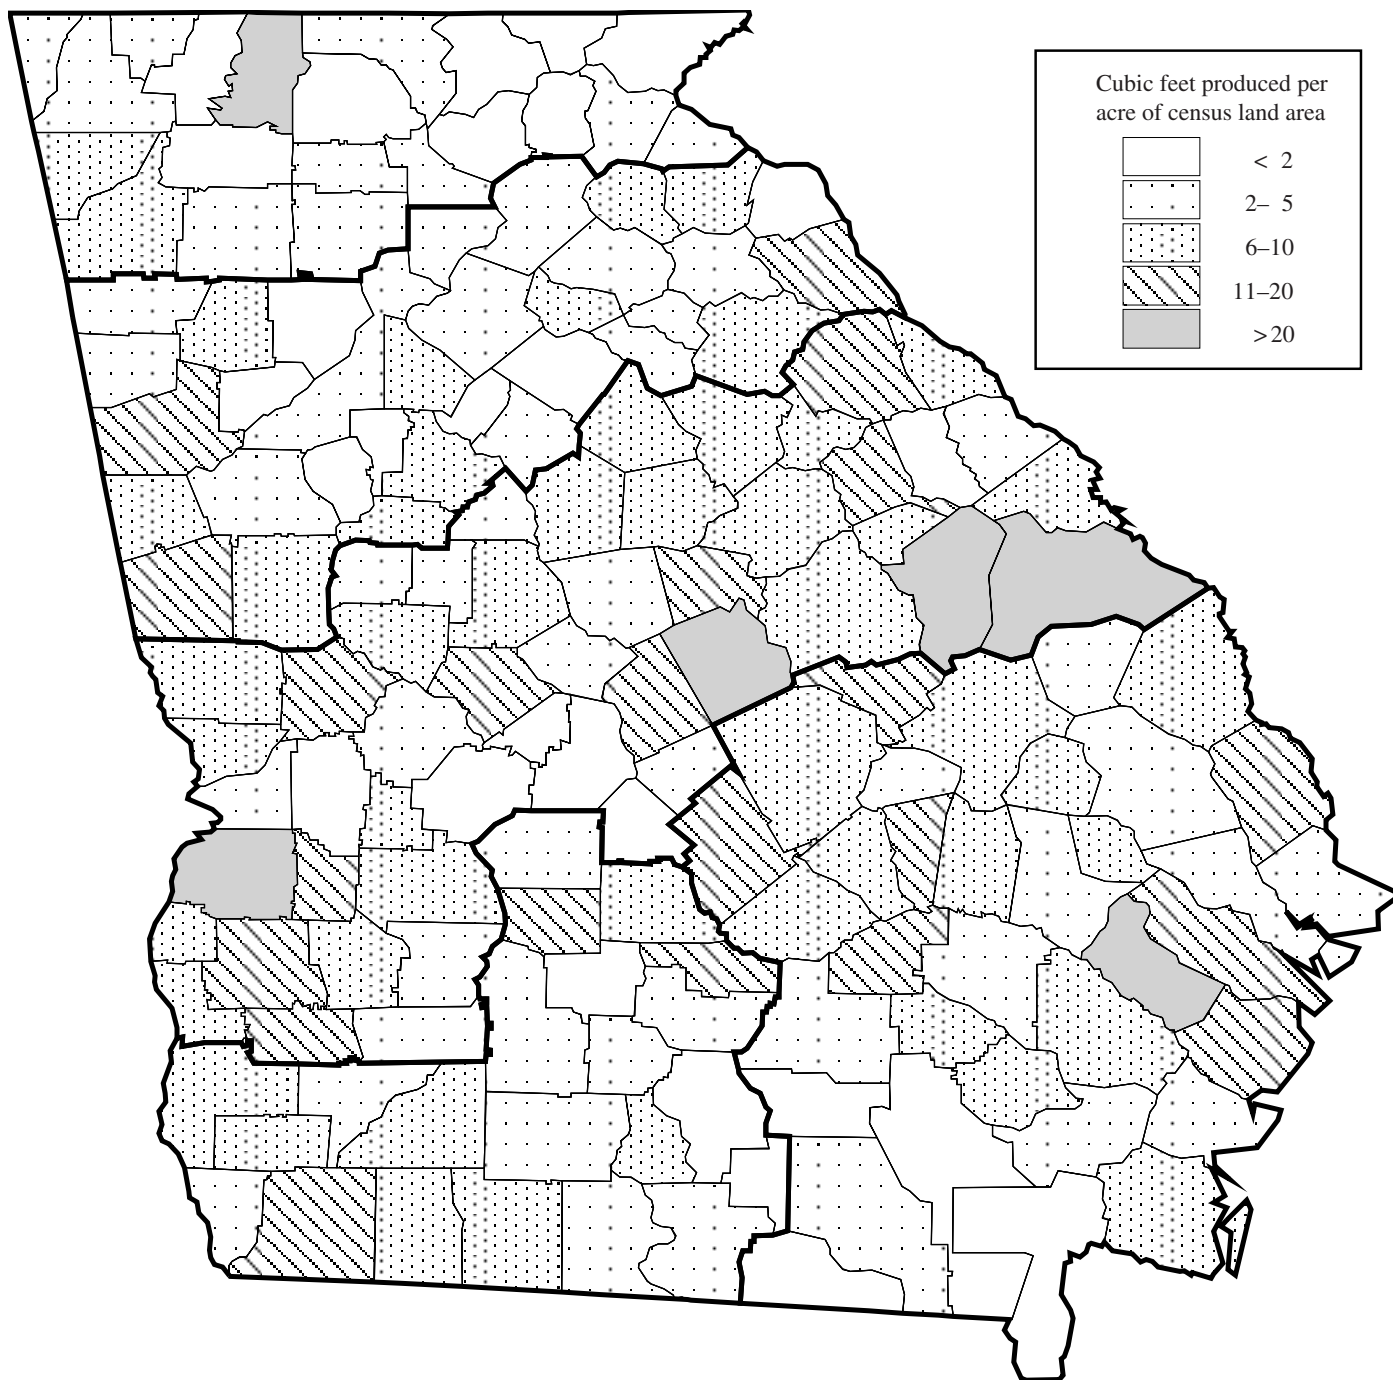 Cubic feet produced per
acre of census land area
< 2
2– 5
6–10
11–20
>20